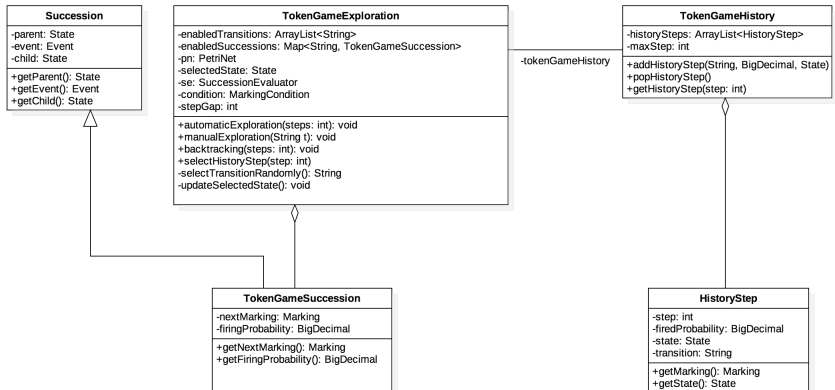 Succession
-parent: State
-event: Event
-child: State
+getParent(): State
+getEvent(): Event
+getChild(): State
TokenGameExploration
-enabledTransitions: ArrayList<String>
-enabledSuccessions: Map<String, TokenGameSuccession>
-pn: PetriNet
-selectedState: State
-se: SuccessionEvaluator
-condition: MarkingCondition
-stepGap: int
+automaticExploration(steps: int): void
+manualExploration(String t): void
+backtracking(steps: int): void
+selectHistoryStep(step: int)
-selectTransitionRandomly(): String
-updateSelectedState(): void
-tokenGameHistory
TokenGameHistory
-historySteps: ArrayList<HistoryStep>
-maxStep: int
+addHistoryStep(String, BigDecimal, State)
+popHistoryStep()
+getHistoryStep(step: int)
TokenGameSuccession
-nextMarking: Marking
-firingProbability: BigDecimal
+getNextMarking(): Marking
+getFiringProbability(): BigDecimal
HistoryStep
-step: int
-firedProbability: BigDecimal
-state: State
-transition: String
+getMarking(): Marking
+getState(): State